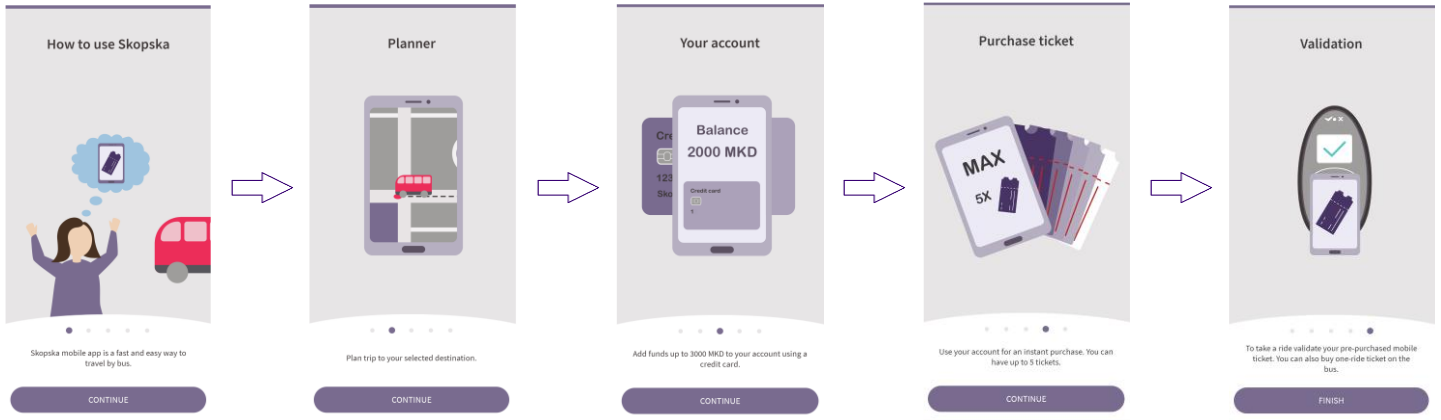 How to use Skopska
Skopska mobile app is a fast and easy way to
travel by bus.
CONTINUE
Planner
Plan trip to your selected destination.
CONTINUE
Your account
Cre
123
Sko
Balance
2000 MKD
Credit card
1
Add funds up to 3000 MKD to your account using a
credit card.
CONTINUE
Purchase ticket
MAX
5X
Use your account for an instant purchase. You can
have up to 5 tickets.
CONTINUE
Validation
To take a ride validate your pre-purchased mobile
ticket. You can also buy one-ride ticket on the
bus.
FINISH